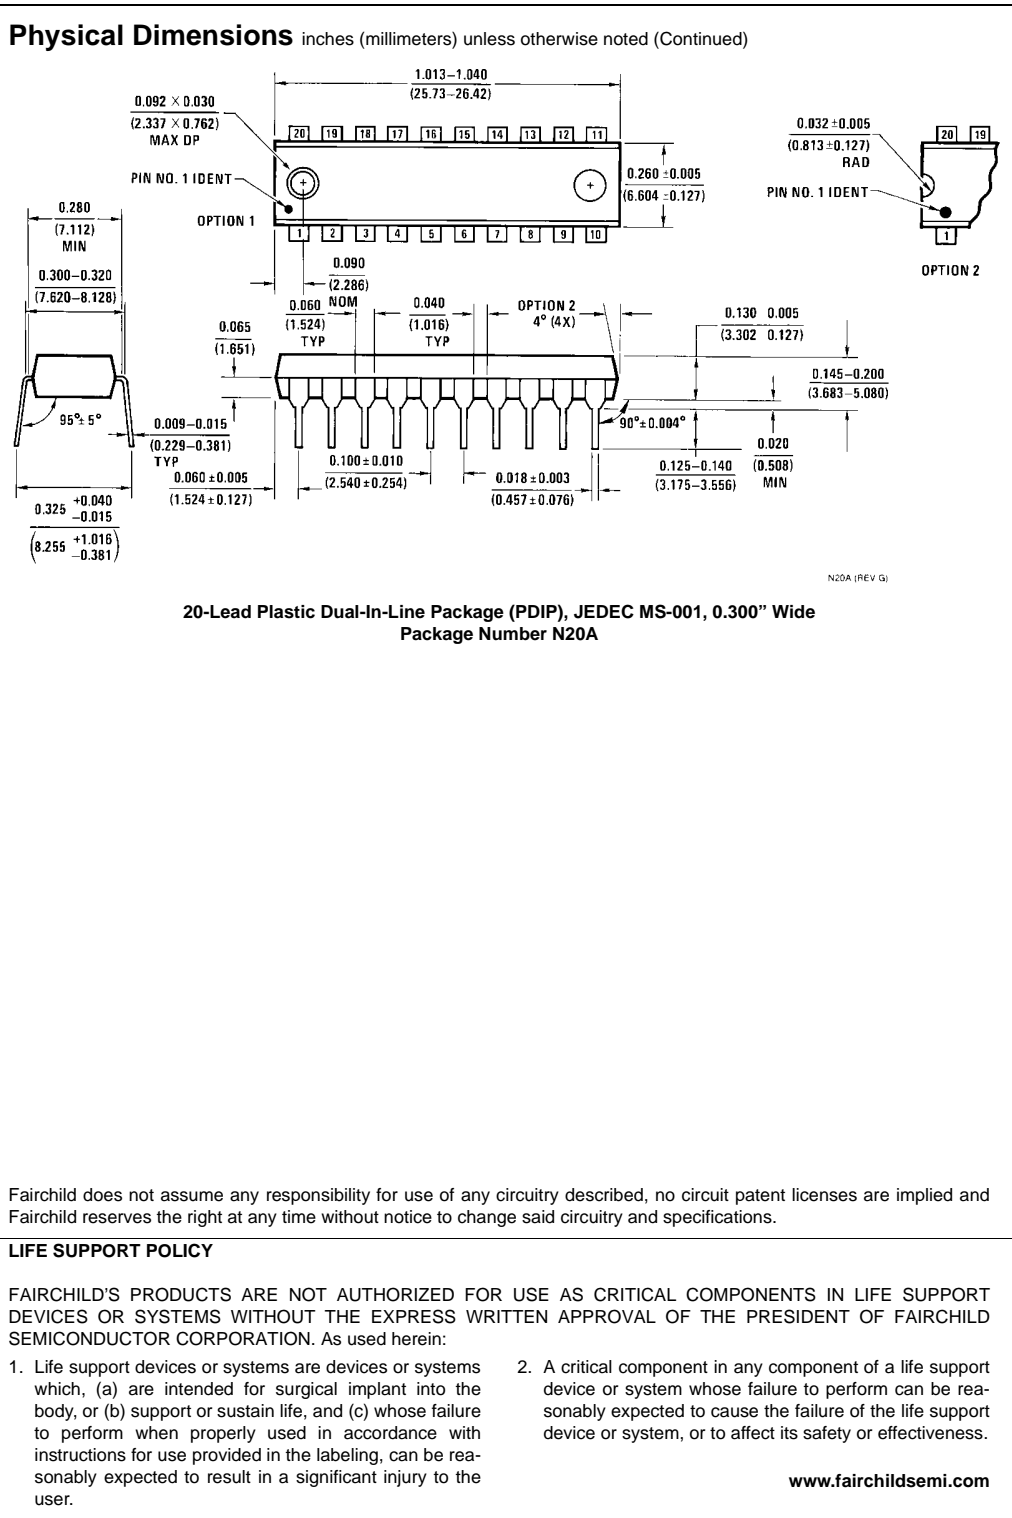 Physical Dimensions inches (millimeters) unless otherwise noted (Continued)
1.013–1.040
(25.73–26.42)
0.092 × 0.030
(2.337 × 0.762)
MAX DP
20 19 18 17 16 15 14 13 12 11
PIN NO. 1 IDENT
OPTION 1
1 2 3 4 5 6 7 8 9 10
0.260 ±0.005
(6.604 ±0.127)
0.032 ±0.005
(0.813 ±0.127)
RAD
20 19
PIN NO. 1 IDENT
1
OPTION 2
0.280
(7.112)
MIN
0.300–0.320
(7.620–8.128)
0.090
(2.286)
NOM
0.060
(1.524)
TYP
0.040
(1.016)
TYP
OPTION 2
4° (4X)
0.065
(1.651)
0.130 0.005
(3.302 0.127)
0.145–0.200
(3.683–5.080)
95°± 5°
90°±0.004°
0.009–0.015
(0.229–0.381)
TYP
0.020
(0.508)
MIN
0.100±0.010
(2.540±0.254)
0.125–0.140
(3.175–3.556)
0.060 ±0.005
(1.524±0.127)
0.018 ±0.003
(0.457±0.076)
0.325 +0.040
–0.015
(8.255 +1.016
–0.381)
N20A (REV G)
20-Lead Plastic Dual-In-Line Package (PDIP), JEDEC MS-001, 0.300” Wide
Package Number N20A
Fairchild does not assume any responsibility for use of any circuitry described, no circuit patent licenses are implied and
Fairchild reserves the right at any time without notice to change said circuitry and specifications.
LIFE SUPPORT POLICY
FAIRCHILD’S PRODUCTS ARE NOT AUTHORIZED FOR USE AS CRITICAL COMPONENTS IN LIFE SUPPORT
DEVICES OR SYSTEMS WITHOUT THE EXPRESS WRITTEN APPROVAL OF THE PRESIDENT OF FAIRCHILD
SEMICONDUCTOR CORPORATION. As used herein:
1. Life support devices or systems are devices or systems
which, (a) are intended for surgical implant into the
body, or (b) support or sustain life, and (c) whose failure
to perform when properly used in accordance with
instructions for use provided in the labeling, can be rea-
sonably expected to result in a significant injury to the
user.
2. A critical component in any component of a life support
device or system whose failure to perform can be rea-
sonably expected to cause the failure of the life support
device or system, or to affect its safety or effectiveness.
www.fairchildsemi.com